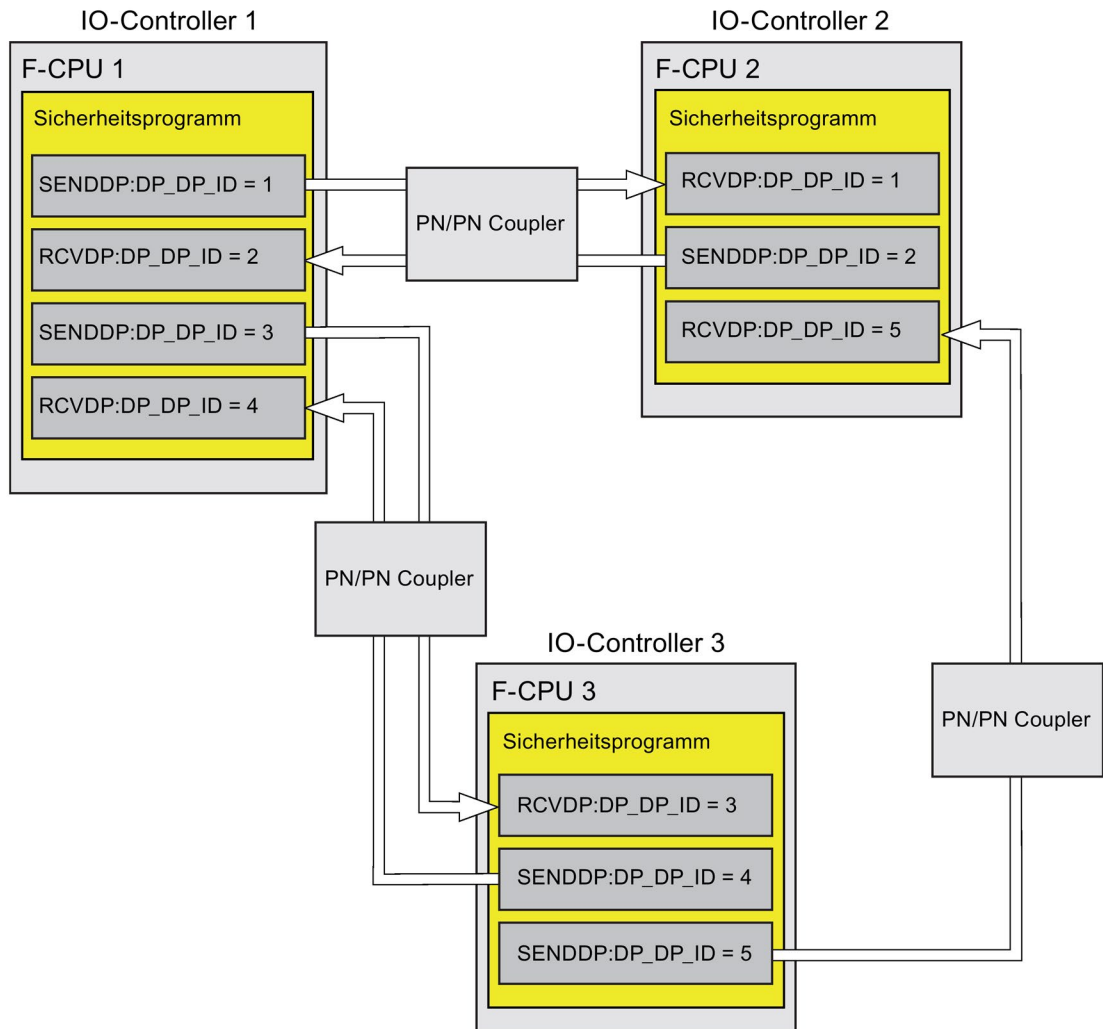 IO-Controller 1
F-CPU 1
Sicherheitsprogramm
SENDDP:DP_DP_ID = 1
RCVDP:DP_DP_ID = 2
SENDDP:DP_DP_ID = 3
RCVDP:DP_DP_ID = 4
PN/PN Coupler
IO-Controller 2
F-CPU 2
Sicherheitsprogramm
RCVDP:DP_DP_ID = 1
SENDDP:DP_DP_ID = 2
RCVDP:DP_DP_ID = 5
PN/PN Coupler
IO-Controller 3
F-CPU 3
Sicherheitsprogramm
RCVDP:DP_DP_ID = 3
SENDDP:DP_DP_ID = 4
SENDDP:DP_DP_ID = 5
PN/PN Coupler